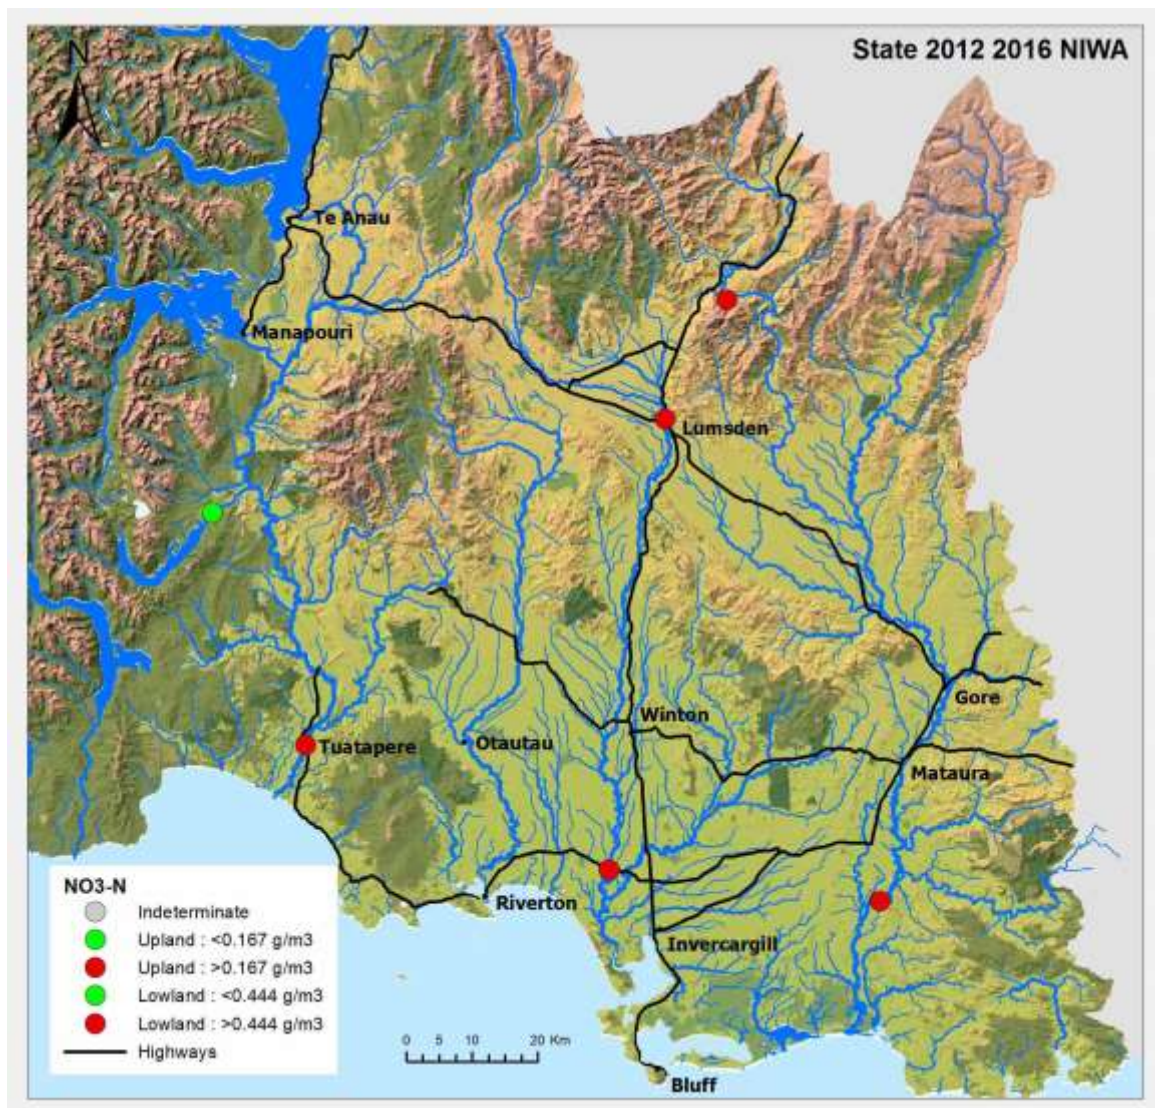 State 2012 2016 NIWA
N
Te Anau
Manapouri
Lumsden
Gore
Winton
Tuatapere
Otautau
Mataura
Riverton
Invercargill
Bluff
NO3-N
Indeterminate
Upland : <0.167 g/m3
Upland : >0.167 g/m3
Lowland : <0.444 g/m3
Lowland : >0.444 g/m3
Highways
0 5 10 20 Km